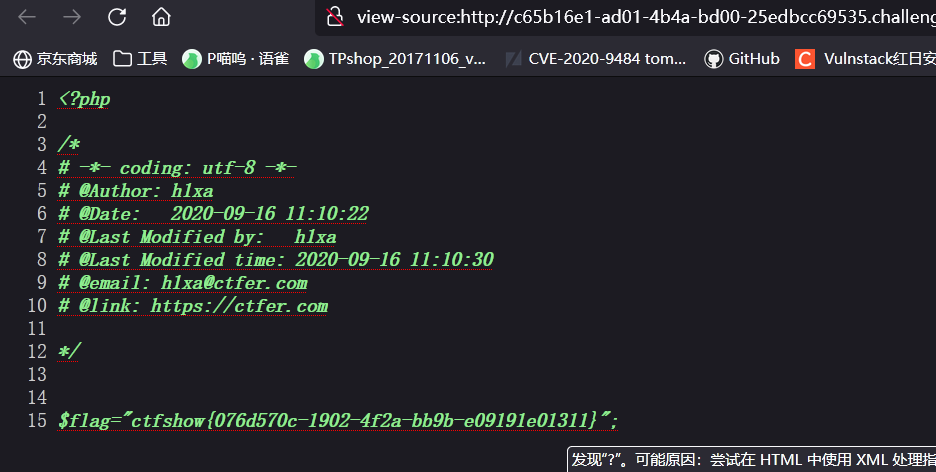 view-source:http://c65b16e1-ad01-4b4a-bd00-25edbcc69535.challeng
京东商城 工具 P喵呜 · 语雀 TPshop_20171106_v... CVE-2020-9484 tom... GitHub Vulnstack红日安
1 <?php
2
3 /*
4 # -*- coding: utf-8 -*-
5 # @Author: h1xa
6 # @Date:   2020-09-16 11:10:22
7 # @Last Modified by:   h1xa
8 # @Last Modified time: 2020-09-16 11:10:30
9 # @email: h1xa@ctfer.com
10 # @link: https://ctfer.com
11
12 */
13
14
15 $flag="ctfshow{076d570c-1902-4f2a-bb9b-e09191e01311}";
发现“?”。可能原因：尝试在 HTML 中使用 XML 处理指